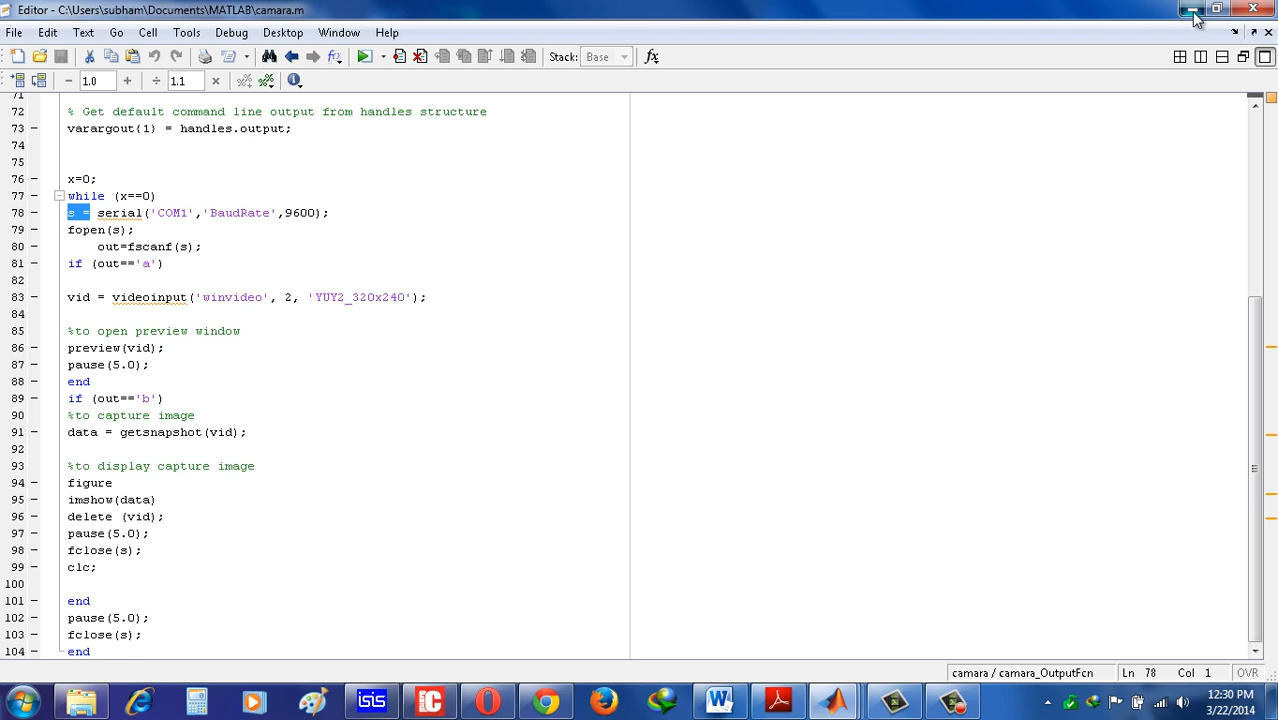 Editor - C:\Users\subham\Documents\MATLAB\camara.m
File Edit Text Go Cell Tools Debug Desktop Window Help
Stack: Base fx
− 1.0 + ÷ 1.1 ×
71
72 % Get default command line output from handles structure
73 – varargout(1) = handles.output;
74
75
76 – x=0;
77 – while (x==0)
78 – s = serial('COM1','BaudRate',9600);
79 – fopen(s);
80 – out=fscanf(s);
81 – if (out=='a')
82
83 – vid = videoinput('winvideo', 2, 'YUY2_320x240');
84
85 %to open preview window
86 – preview(vid);
87 – pause(5.0);
88 – end
89 – if (out=='b')
90 %to capture image
91 – data = getsnapshot(vid);
92
93 %to display capture image
94 – figure
95 – imshow(data)
96 – delete (vid);
97 – pause(5.0);
98 – fclose(s);
99 – clc;
100
101 – end
102 – pause(5.0);
103 – fclose(s);
104 – end
camara / camara_OutputFcn Ln 78 Col 1 OVR
isis
12:30 PM
3/22/2014